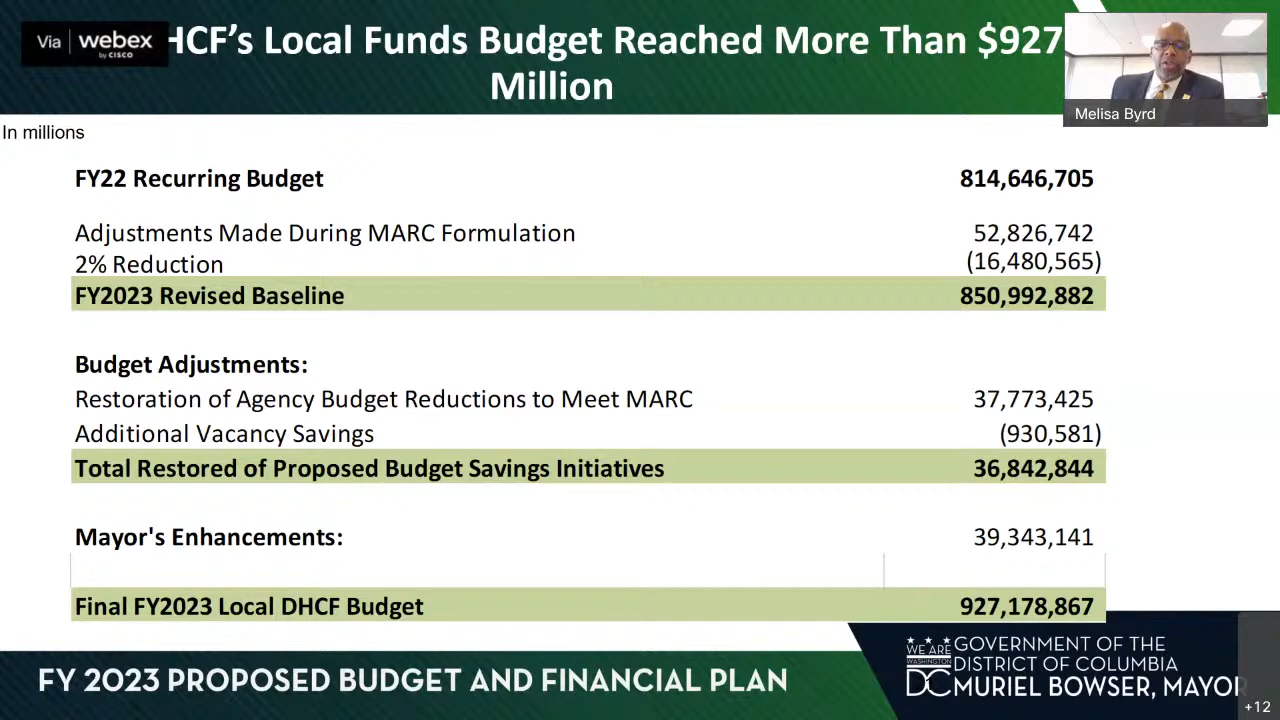 Via webex
by CISCO
HCF's Local Funds Budget Reached More Than $927
Million
Melisa Byrd
In millions
FY22 Recurring Budget 814,646,705
Adjustments Made During MARC Formulation 52,826,742
2% Reduction (16,480,565)
FY2023 Revised Baseline 850,992,882
Budget Adjustments:
Restoration of Agency Budget Reductions to Meet MARC 37,773,425
Additional Vacancy Savings (930,581)
Total Restored of Proposed Budget Savings Initiatives 36,842,844
Mayor's Enhancements: 39,343,141
Final FY2023 Local DHCF Budget 927,178,867
FY 2023 PROPOSED BUDGET AND FINANCIAL PLAN
WE ARE
WASHINGTON
DC
GOVERNMENT OF THE
DISTRICT OF COLUMBIA
MURIEL BOWSER, MAYOR
+12